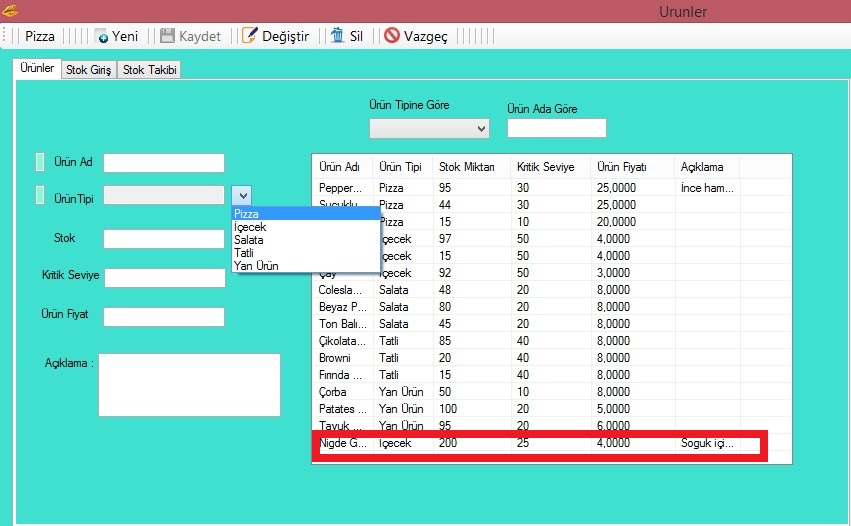 Urunler
Pizza Yeni Kaydet Değiştir Sil Vazgeç
Ürünler Stok Giriş Stok Takibi
Ürün Tipine Göre Ürün Ada Göre
Ürün Ad
ÜrünTipi
Pizza
İçecek
Salata
Tatli
Yan Ürün
Stok
Kritik Seviye
Ürün Fiyat
Açıklama :
Ürün Adı Ürün Tipi Stok Miktarı Kritik Seviye Ürün Fiyatı Açıklama
Pepper... Pizza 95 30 25,0000 İnce ham...
Sucuklu Pizza 44 30 25,0000
Pizza 15 10 20,0000
İçecek 97 50 4,0000
İçecek 15 50 4,0000
Çay İçecek 92 50 3,0000
Colesla... Salata 48 20 8,0000
Beyaz P... Salata 80 20 8,0000
Ton Balı... Salata 45 20 8,0000
Çikolata... Tatli 85 40 8,0000
Browni Tatli 20 40 8,0000
Fırında ... Tatli 15 40 8,0000
Çorba Yan Ürün 50 10 8,0000
Patates ... Yan Ürün 100 20 5,0000
Tavuk ... Yan Ürün 95 20 6,0000
Nigde G... İçecek 200 25 4,0000 Soguk içi...